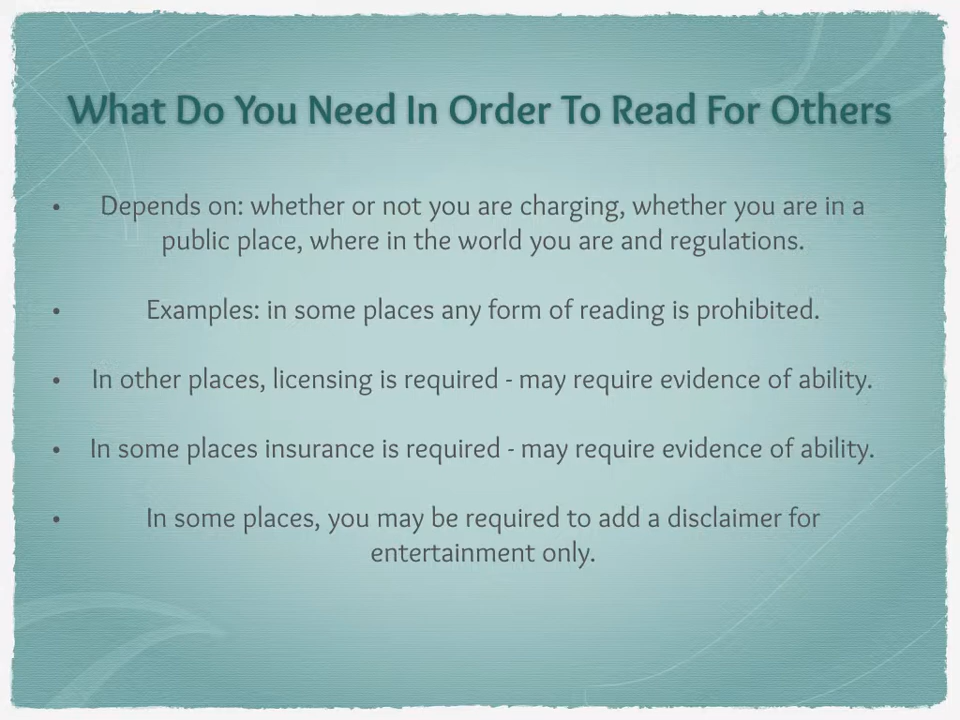 What Do You Need In Order To Read For Others
• Depends on: whether or not you are charging, whether you are in a
public place, where in the world you are and regulations.
• Examples: in some places any form of reading is prohibited.
• In other places, licensing is required - may require evidence of ability.
• In some places insurance is required - may require evidence of ability.
• In some places, you may be required to add a disclaimer for
entertainment only.